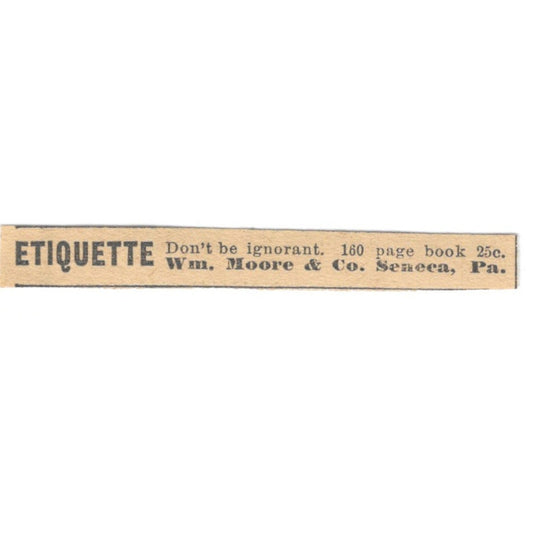 ETIQUETTE Don't be ignorant. 160 page book 25c.
Wm. Moore & Co. Seneca, Pa.